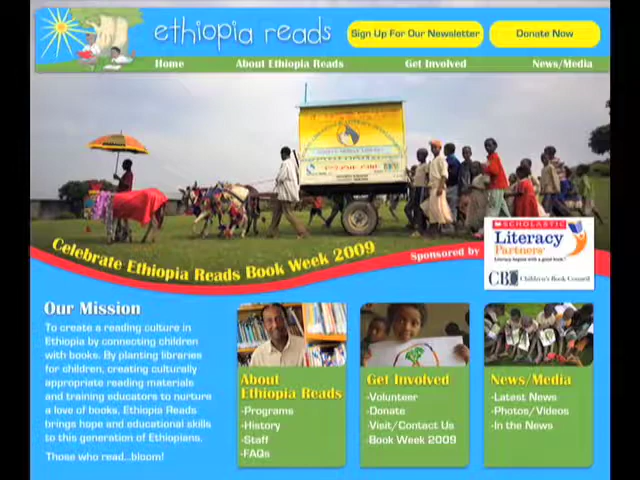 ethiopia reads
Sign Up For Our Newsletter
Donate Now
Home
About Ethiopia Reads
Get Involved
News/Media
Celebrate Ethiopia Reads Book Week 2009
Sponsored by
SCHOLASTIC
Literacy
Partners
CBC Children's Book Council
Our Mission
To create a reading culture in
Ethiopia by connecting children
with books. By planting libraries
for children, creating culturally
appropriate reading materials
and training educators to nurture
a love of books, Ethiopia Reads
brings hope and educational skills
to this generation of Ethiopians.
Those who read...bloom!
About
Ethiopia Reads
-Programs
-History
-Staff
-FAQs
Get Involved
-Volunteer
-Donate
-Visit/Contact Us
-Book Week 2009
News/Media
-Latest News
-Photos/Videos
-In the News